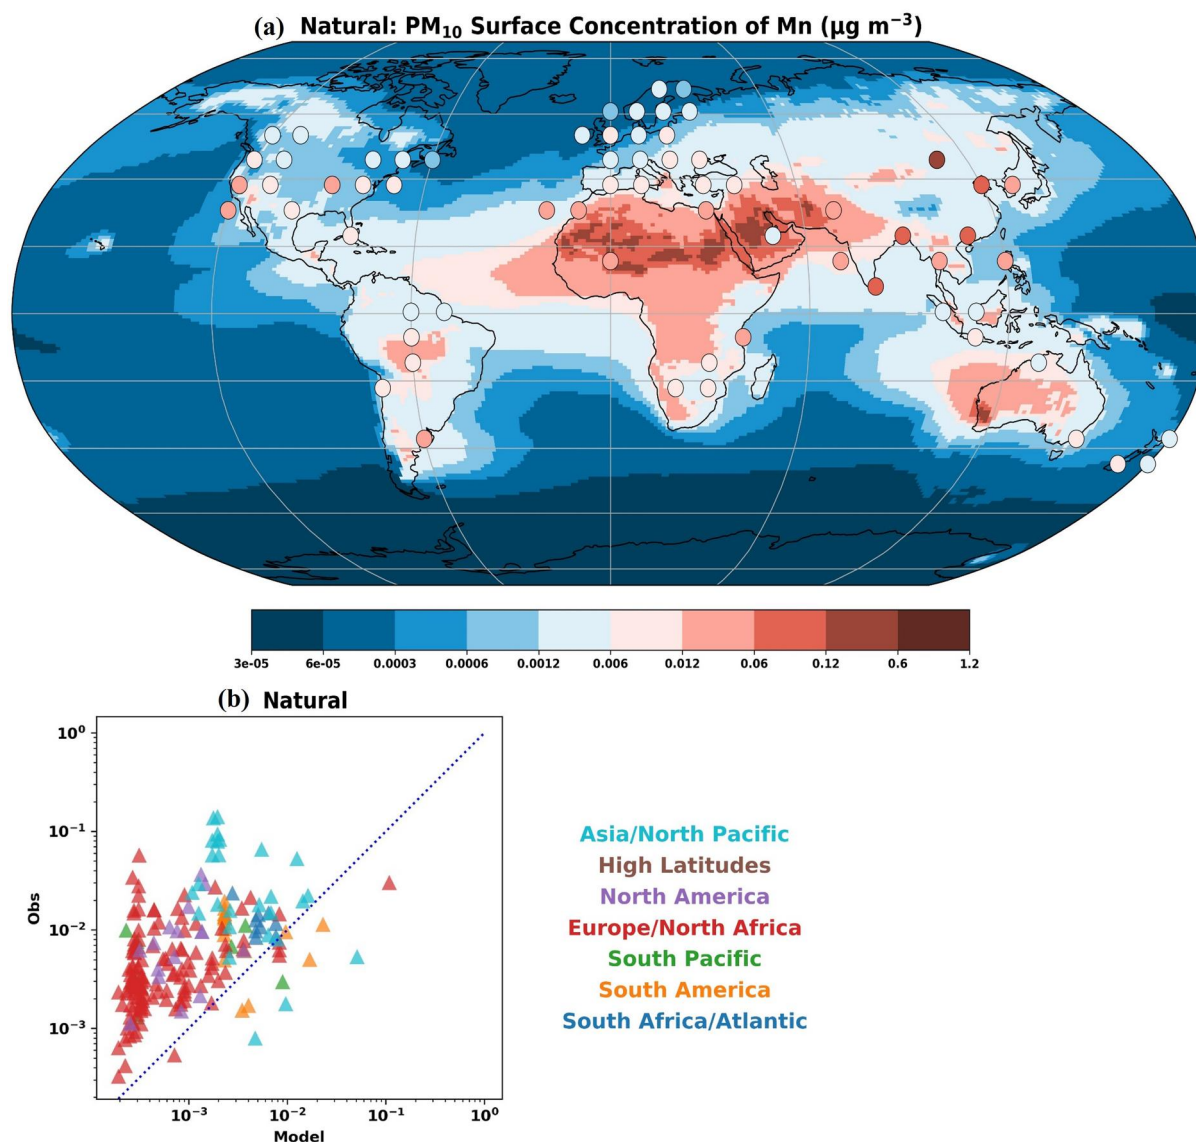 (a) Natural: PM₁₀ Surface Concentration of Mn (μg m⁻³)
3e-05 6e-05 0.0003 0.0006 0.0012 0.006 0.012 0.06 0.12 0.6 1.2
(b) Natural
10⁰
10⁻¹
10⁻²
10⁻³
Obs
10⁻³ 10⁻² 10⁻¹ 10⁰
Model
Asia/North Pacific
High Latitudes
North America
Europe/North Africa
South Pacific
South America
South Africa/Atlantic